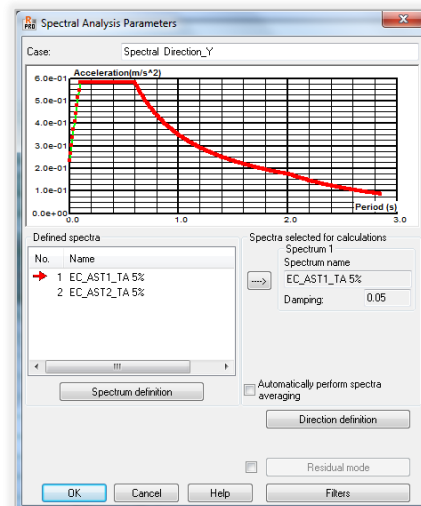 Spectral Analysis Parameters
Case: Spectral Direction_Y
Acceleration(m/s^2)
6.0e-01
5.0e-01
4.0e-01
3.0e-01
2.0e-01
1.0e-01
Period (s)
0.0e+00
0.0 1.0 2.0 3.0
Defined spectra
No. Name
1 EC_AST1_TA 5%
2 EC_AST2_TA 5%
Spectrum definition
Spectra selected for calculations
Spectrum 1
Spectrum name
---->
EC_AST1_TA 5%
Damping: 0.05
Automatically perform spectra
averaging
Direction definition
Residual mode
OK Cancel Help Filters